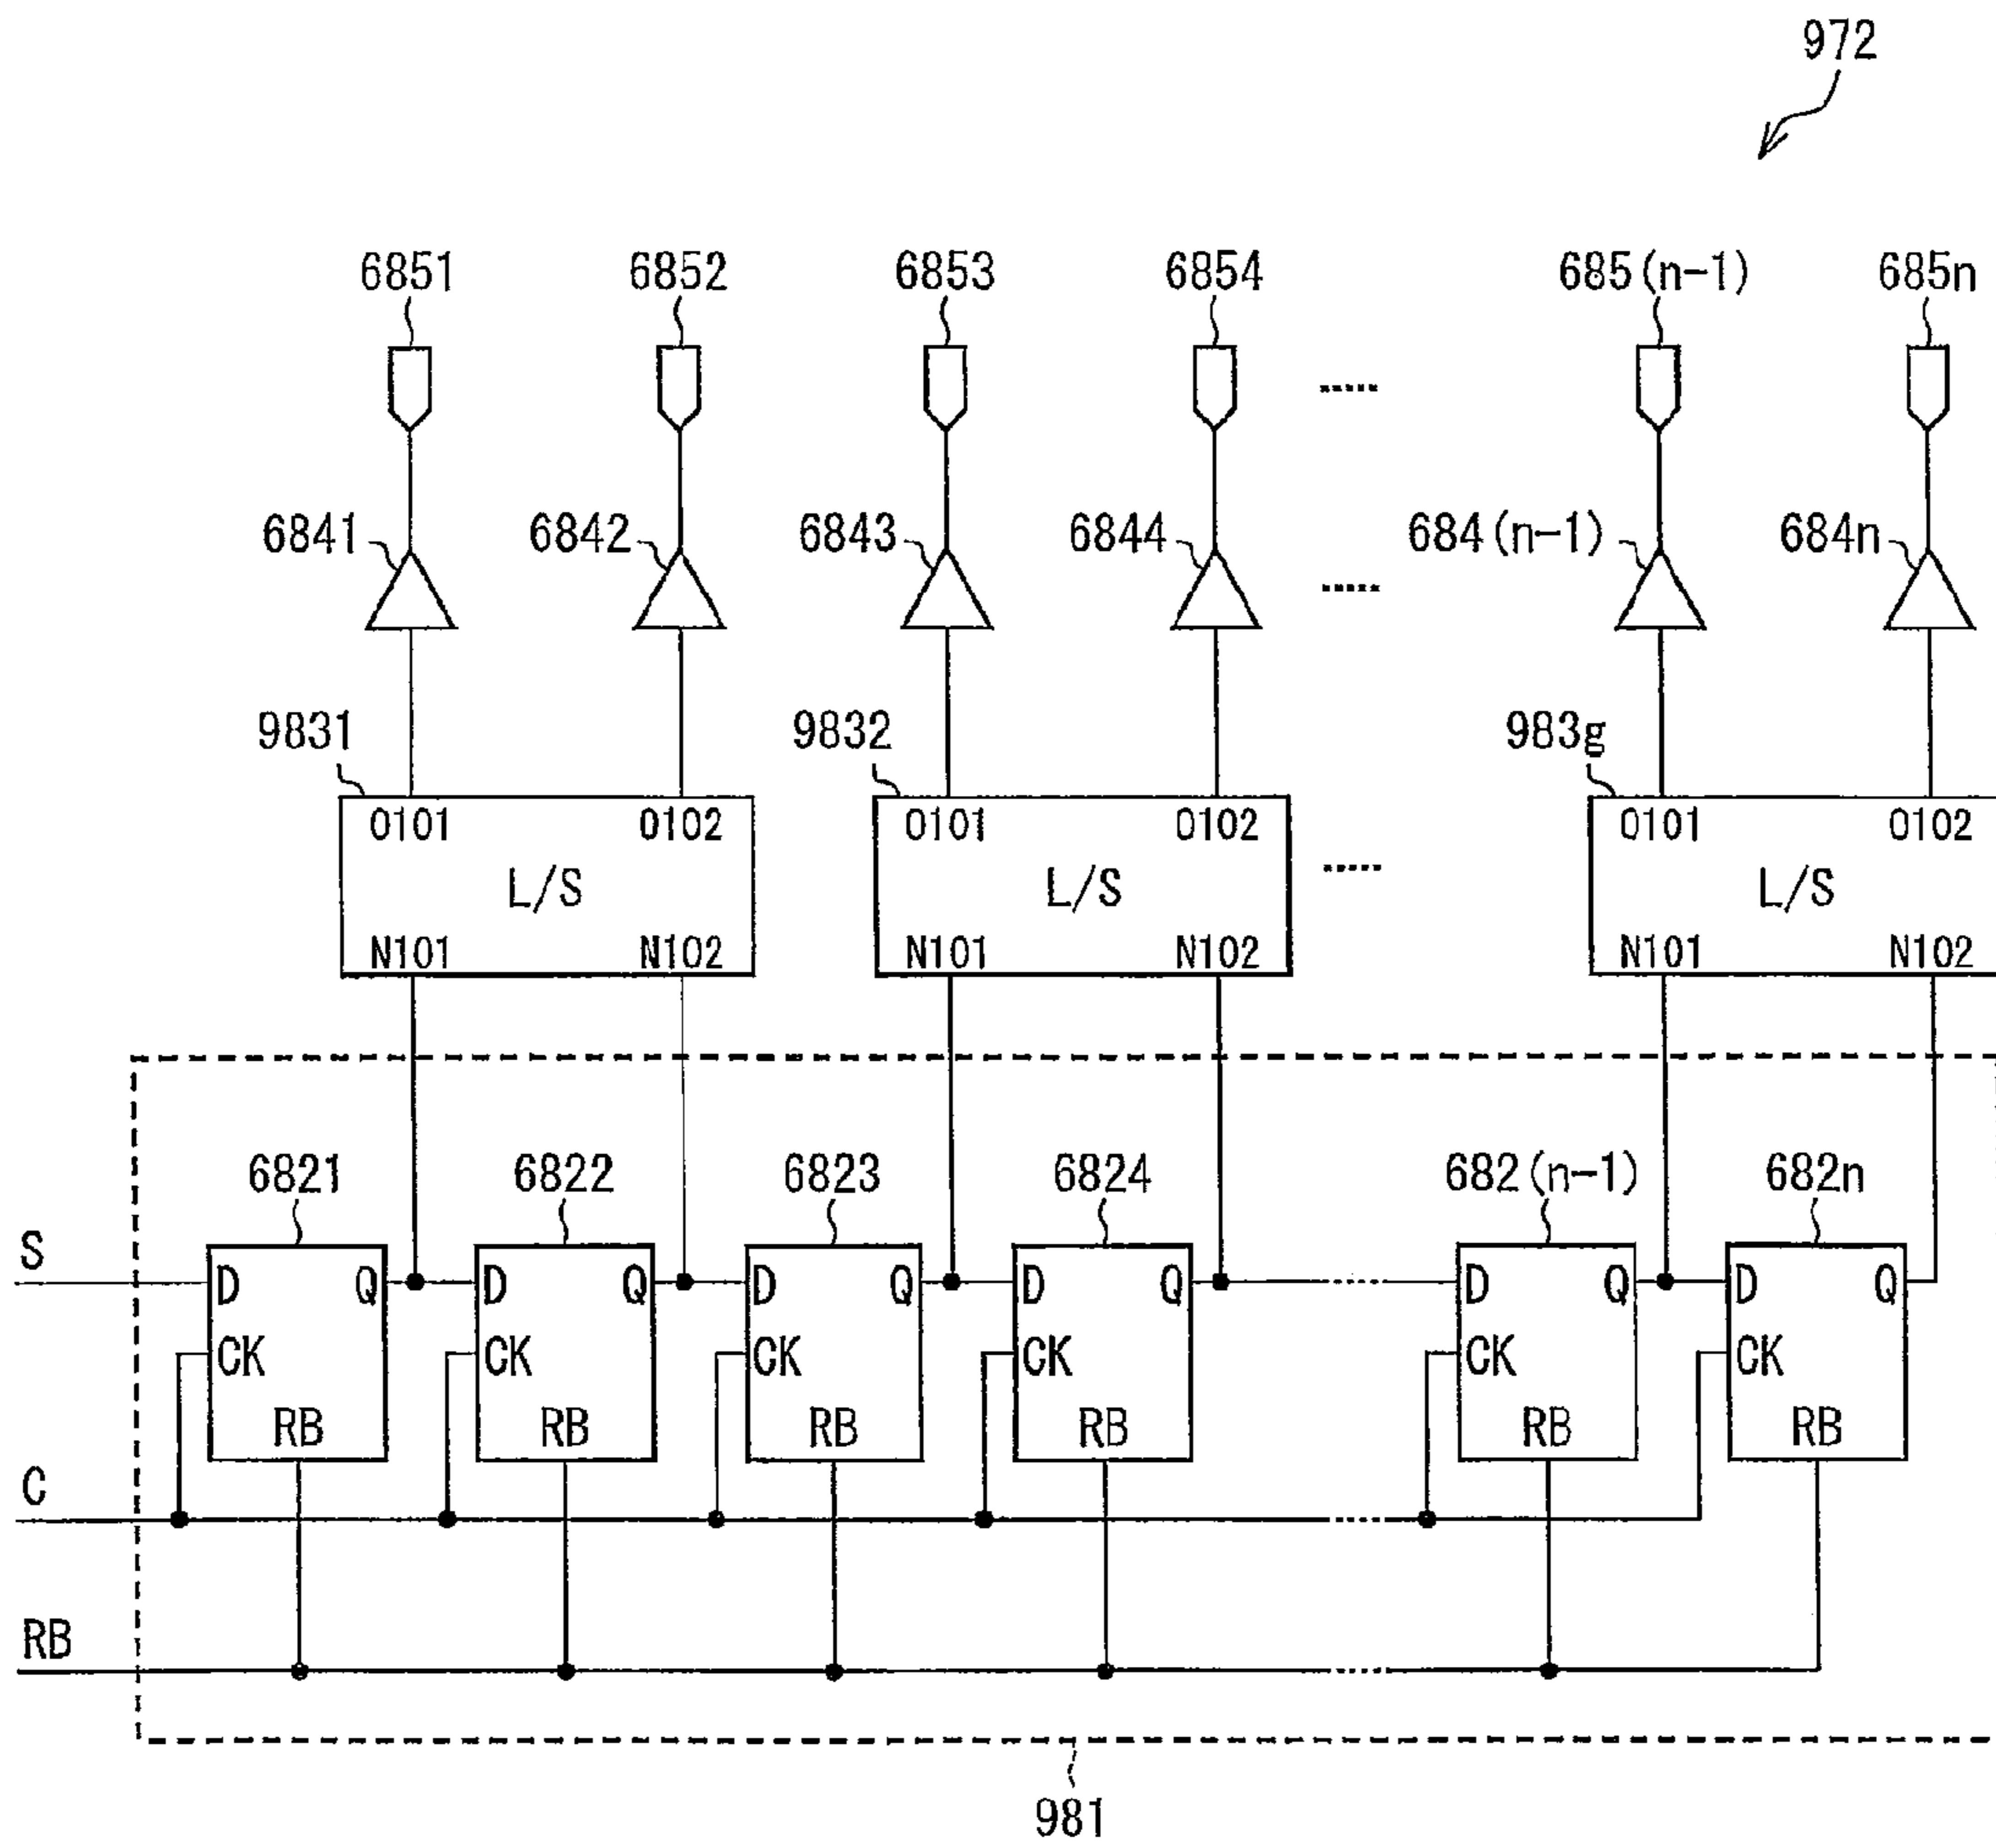 972
6851 6852 6853 6854 685(n-1) 685n
6841 6842 6843 6844 684(n-1) 684n
9831 9832 983g
O101 O102 O101 O102 O101 O102
L/S L/S L/S
N101 N102 N101 N102 N101 N102
6821 6822 6823 6824 682(n-1) 682n
S
D Q D Q D Q D Q D Q D Q
CK CK CK CK CK CK
RB RB RB RB RB RB
C
RB
981